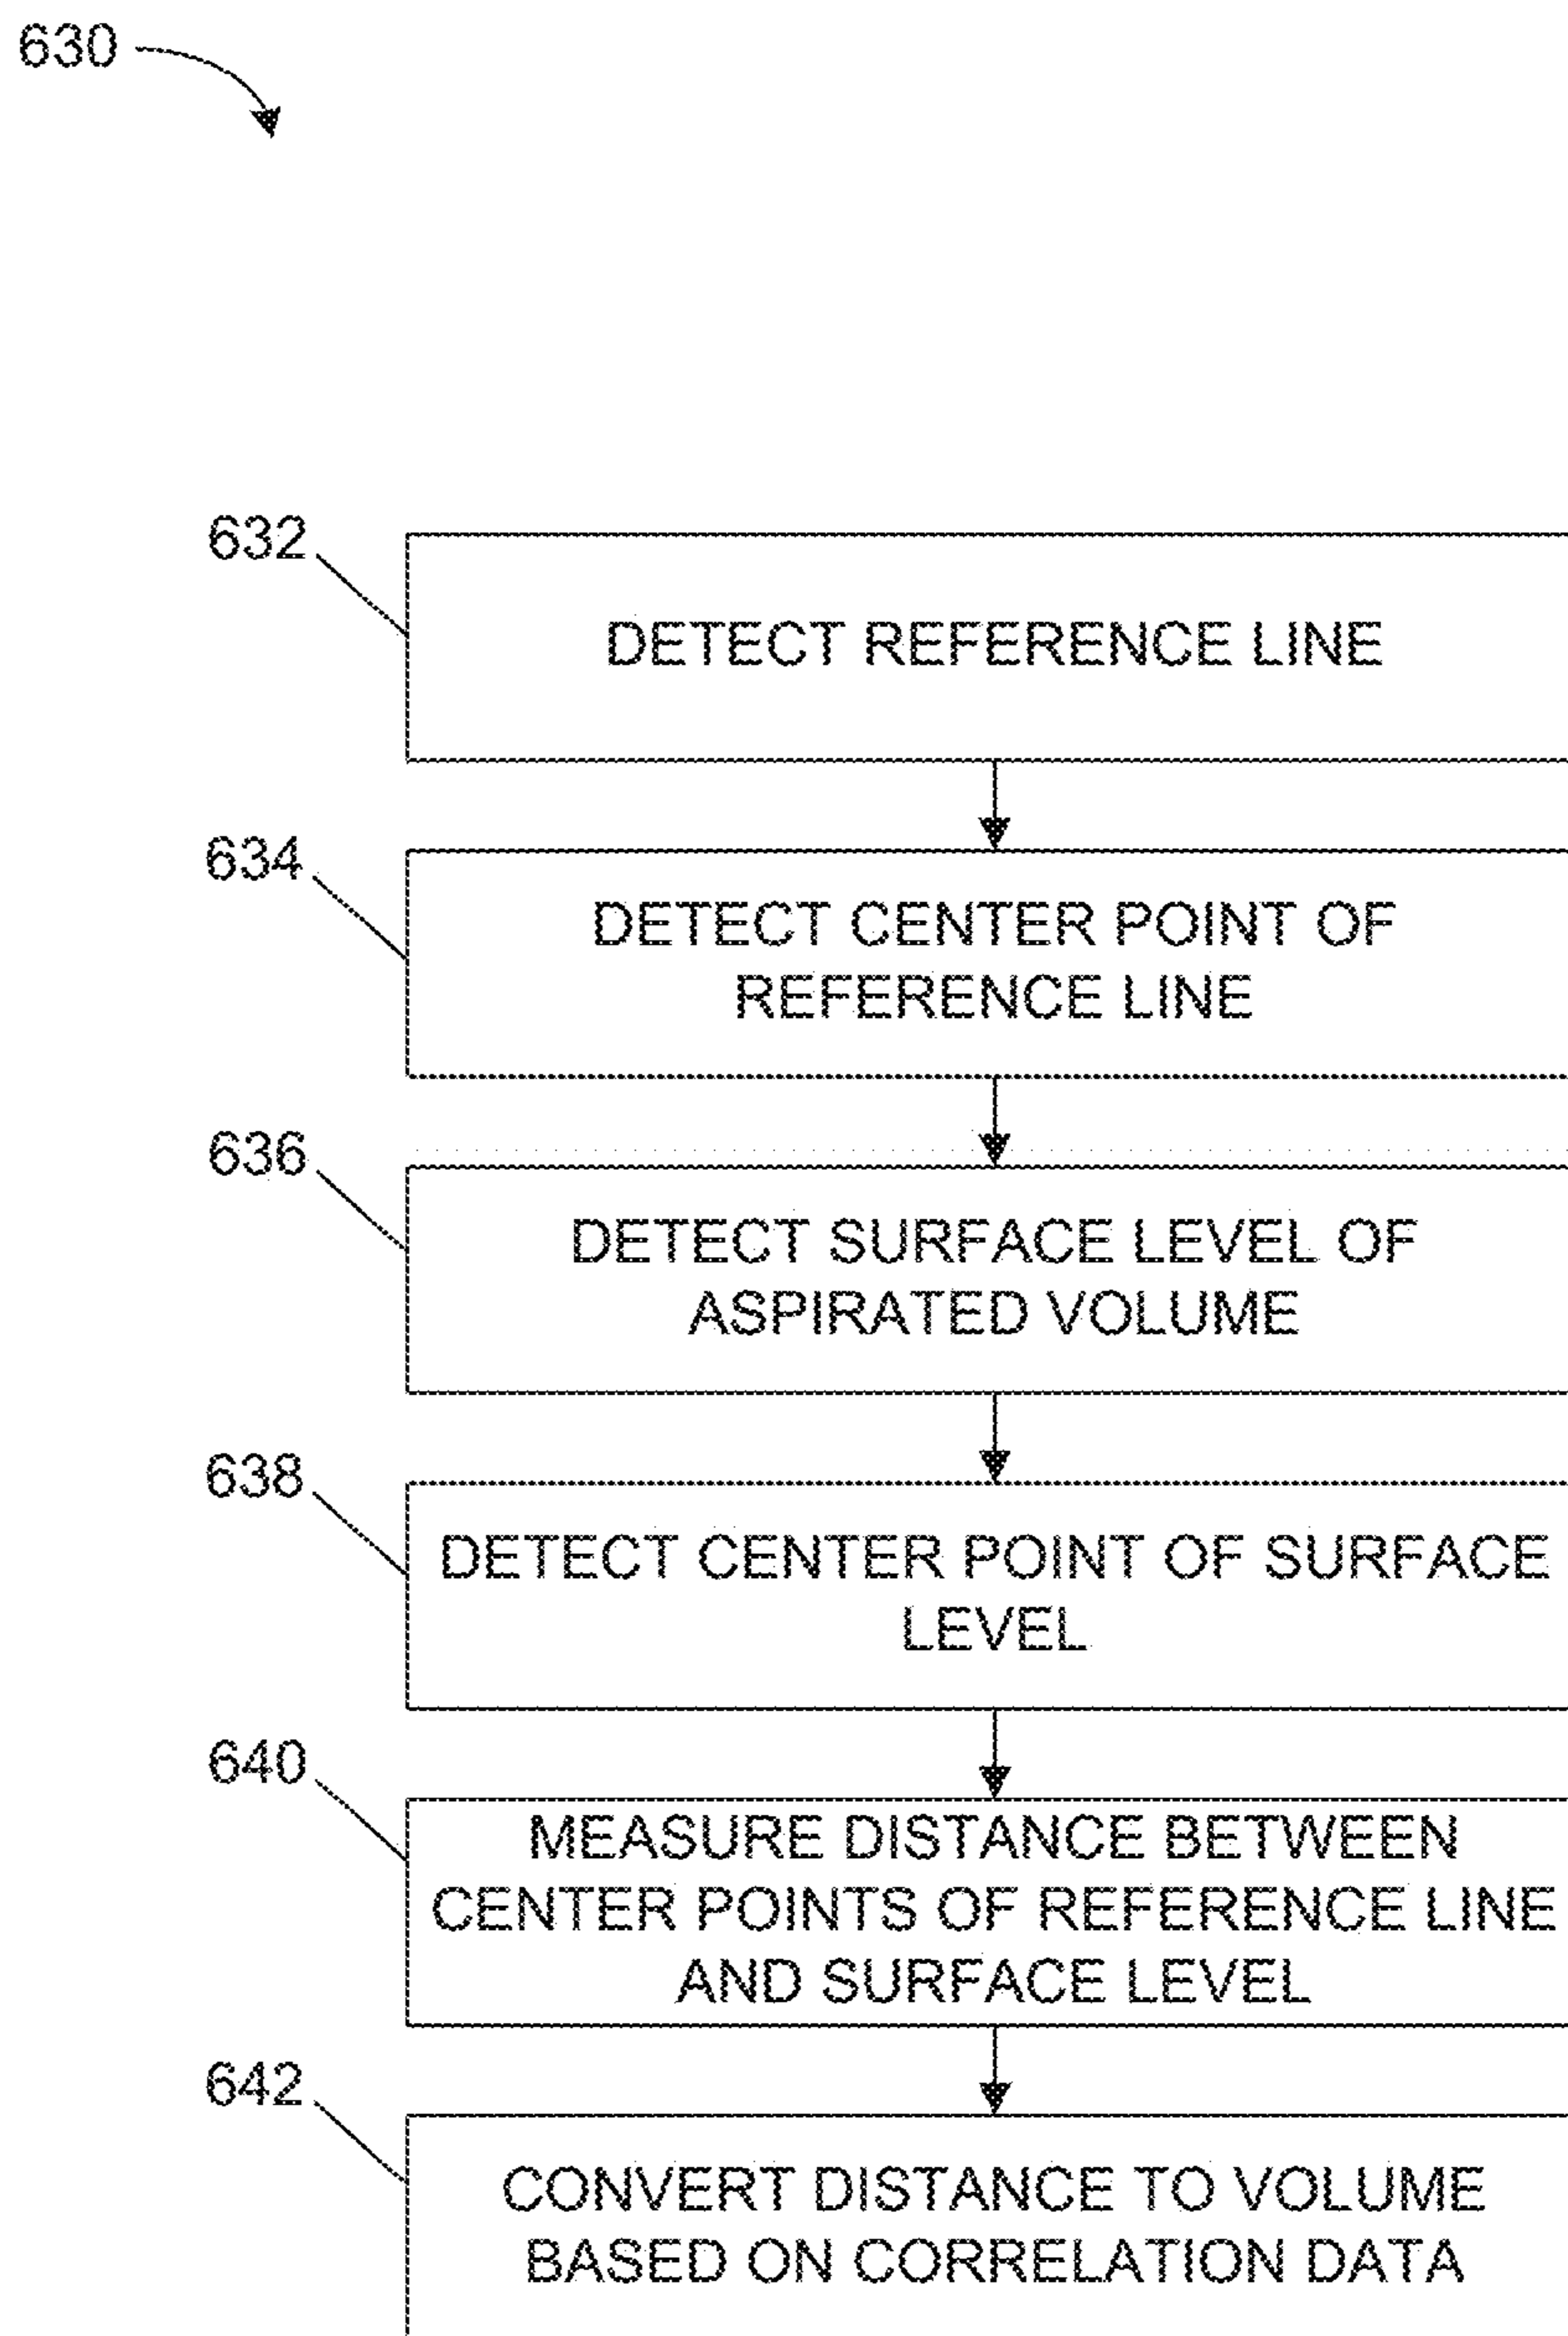 630
632
DETECT REFERENCE LINE
634
DETECT CENTER POINT OF
REFERENCE LINE
636
DETECT SURFACE LEVEL OF
ASPIRATED VOLUME
638
DETECT CENTER POINT OF SURFACE
LEVEL
640
MEASURE DISTANCE BETWEEN
CENTER POINTS OF REFERENCE LINE
AND SURFACE LEVEL
642
CONVERT DISTANCE TO VOLUME
BASED ON CORRELATION DATA